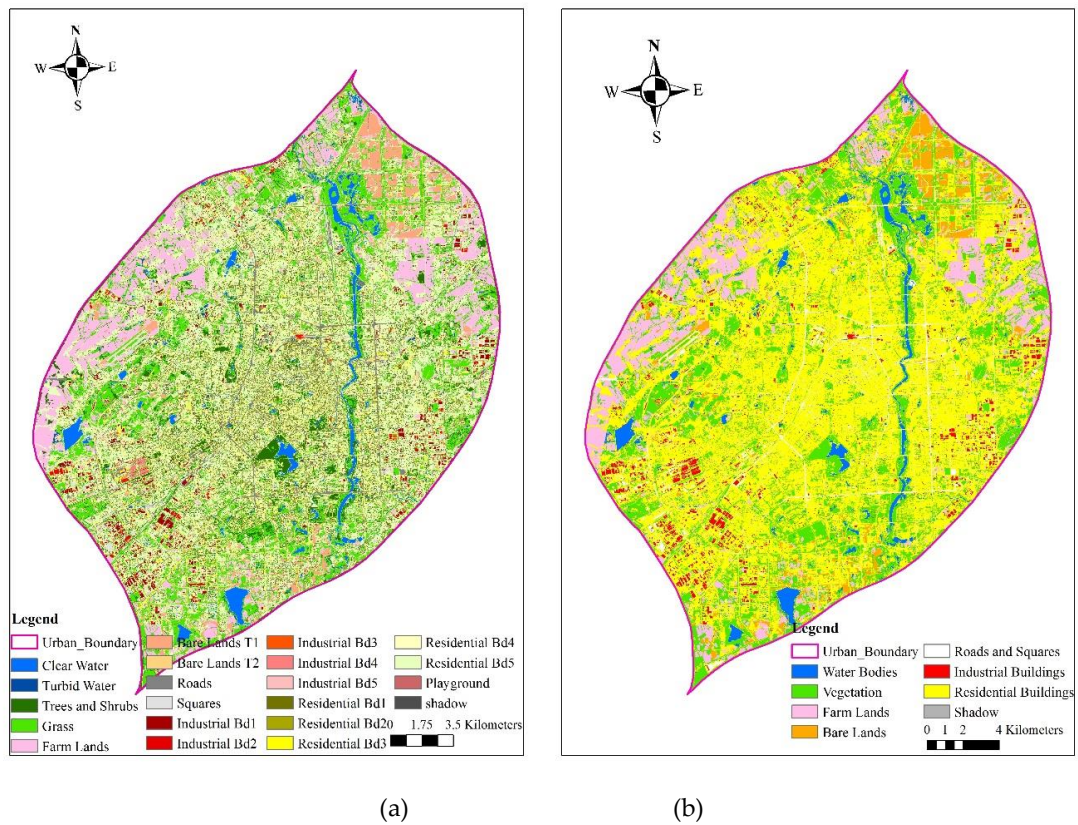 N
W E
S
Legend
Urban_Boundary
Clear Water
Turbid Water
Trees and Shrubs
Grass
Farm Lands
Bare Lands T1
Bare Lands T2
Roads
Squares
Industrial Bd1
Industrial Bd2
Industrial Bd3
Industrial Bd4
Industrial Bd5
Residential Bd1
Residential Bd2
Residential Bd3
Residential Bd4
Residential Bd5
Playground
shadow
0 1.75 3.5 Kilometers
N
W E
S
Legend
Urban_Boundary
Water Bodies
Vegetation
Farm Lands
Bare Lands
Roads and Squares
Industrial Buildings
Residential Buildings
Shadow
0 1 2 4 Kilometers
(a) (b)